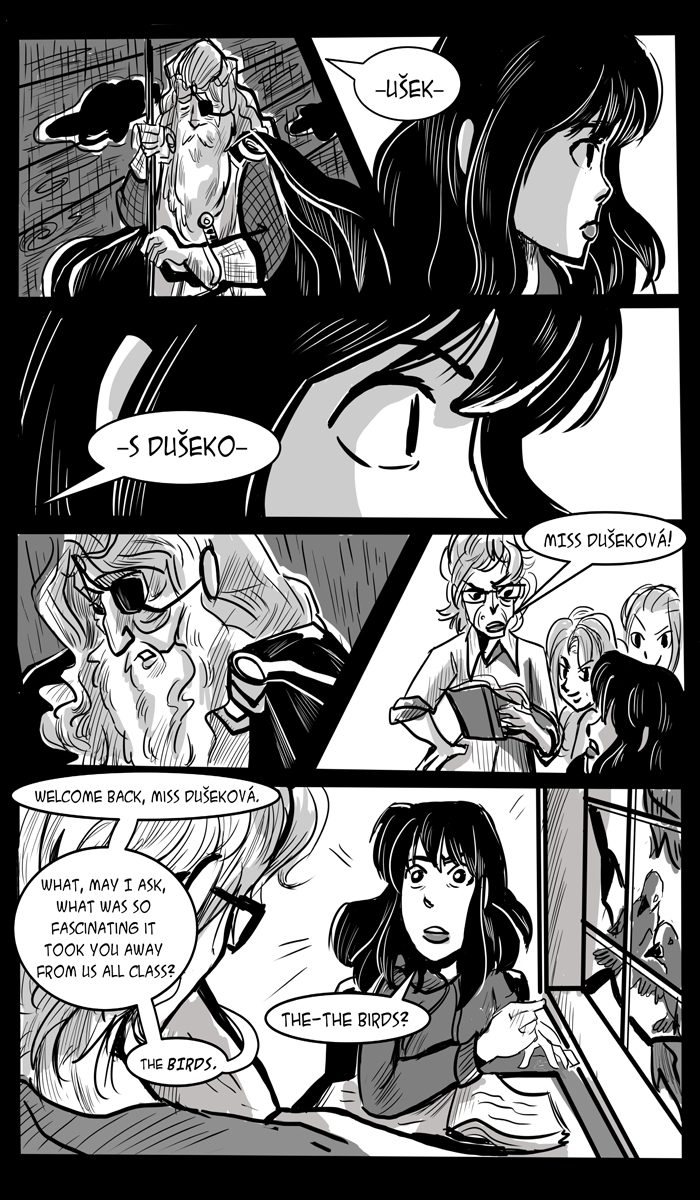 –UŠEK–
–S DUŠEKO–
MISS DUŠEKOVÁ!
WELCOME BACK, MISS DUŠEKOVÁ.
WHAT, MAY I ASK,
WHAT WAS SO
FASCINATING IT
TOOK YOU AWAY
FROM US ALL CLASS?
THE–THE BIRDS?
THE BIRDS.